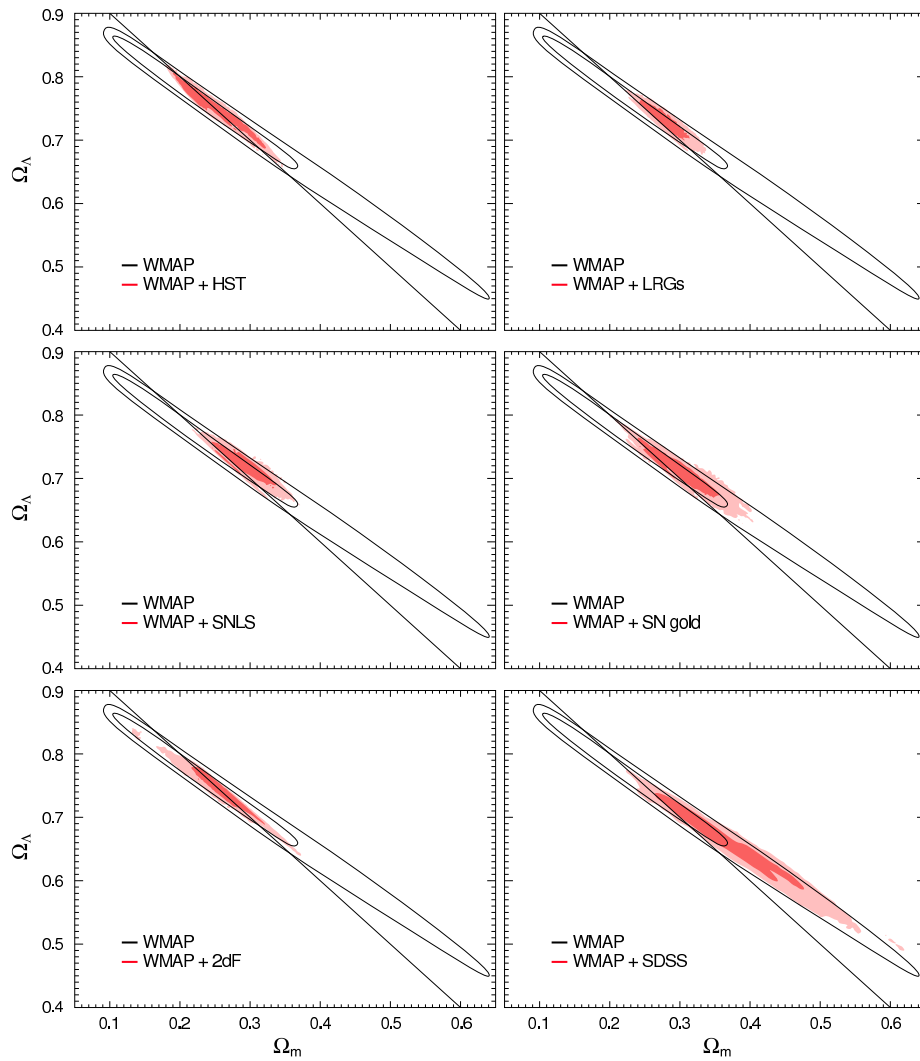 0.9
0.8
0.7
0.6
0.5
0.4
Ω_Λ
WMAP
WMAP + HST
WMAP
WMAP + LRGs
0.9
0.8
0.7
0.6
0.5
0.4
Ω_Λ
WMAP
WMAP + SNLS
WMAP
WMAP + SN gold
0.9
0.8
0.7
0.6
0.5
0.4
Ω_Λ
WMAP
WMAP + 2dF
WMAP
WMAP + SDSS
0.1 0.2 0.3 0.4 0.5 0.6
0.1 0.2 0.3 0.4 0.5 0.6
Ω_m
Ω_m